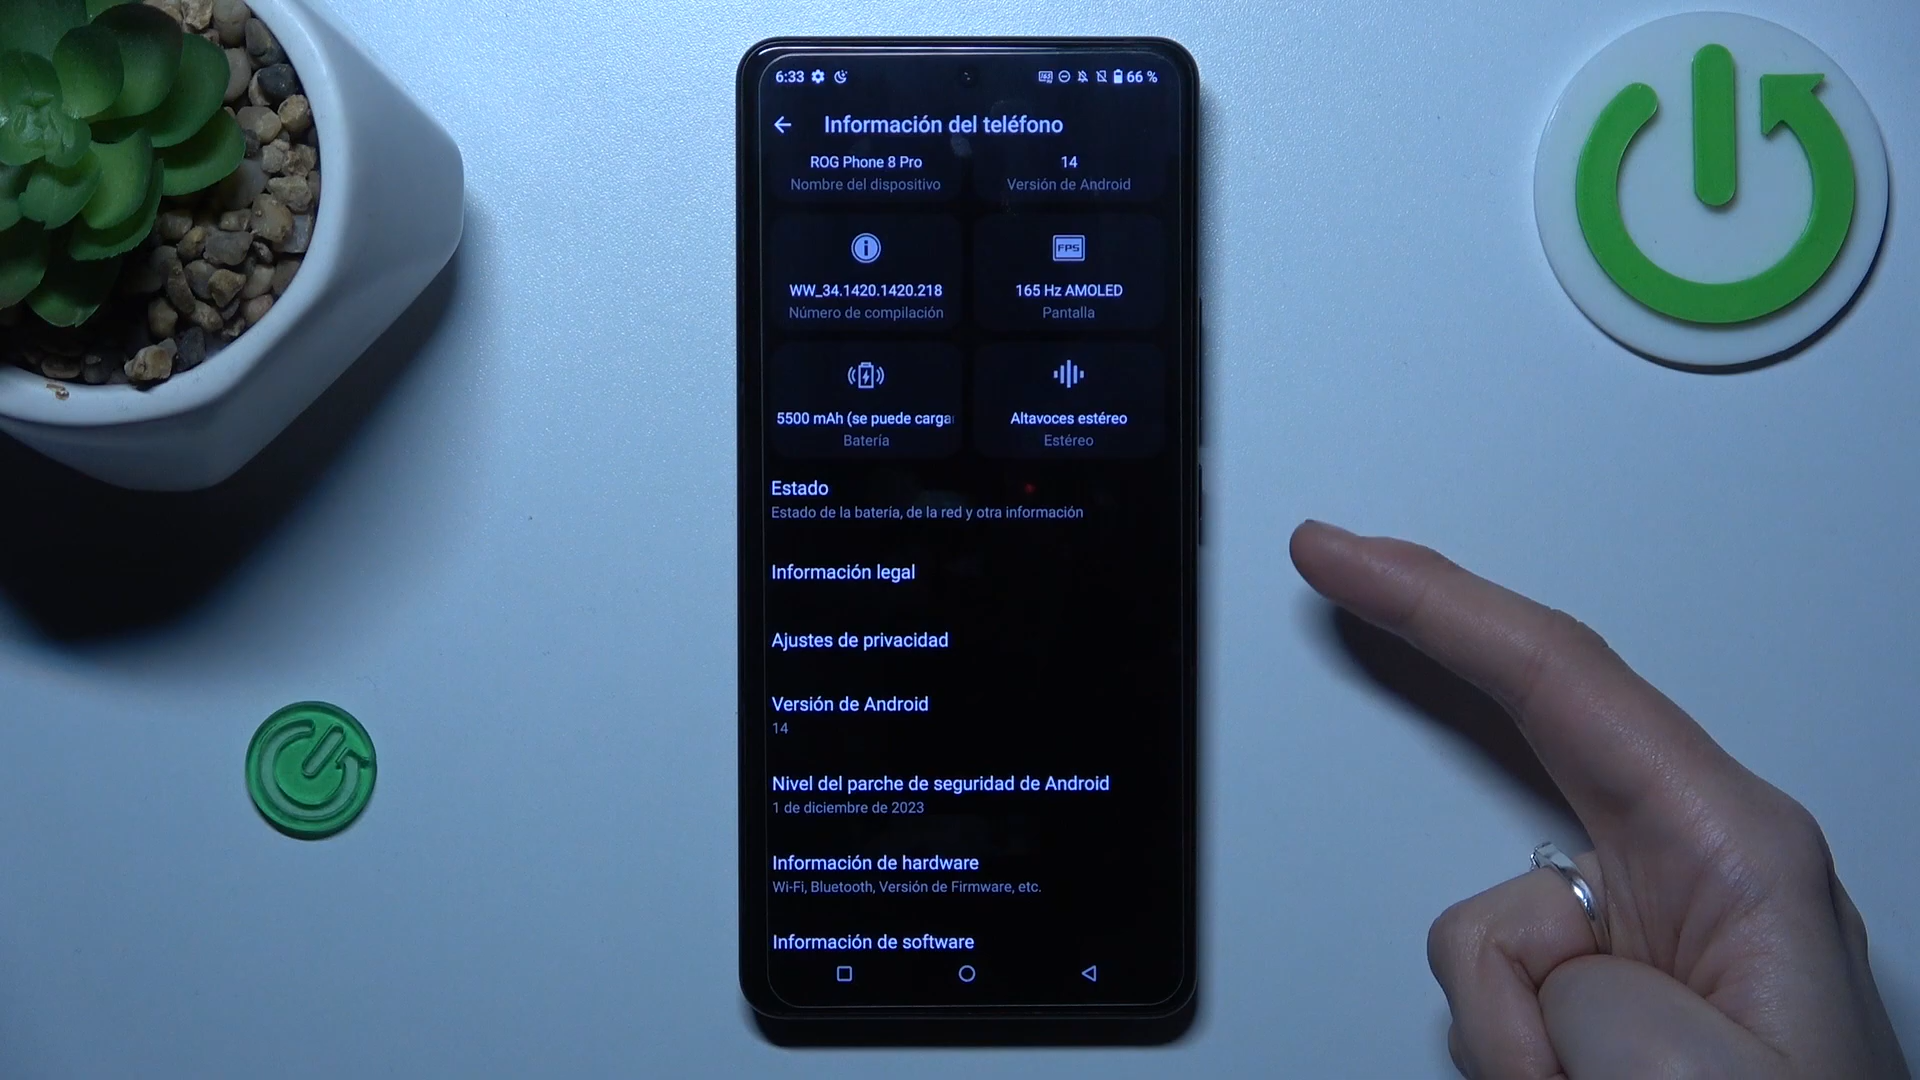 6:33
66 %
Información del teléfono
ROG Phone 8 Pro
Nombre del dispositivo
14
Versión de Android
WW_34.1420.1420.218
Número de compilación
FPS
165 Hz AMOLED
Pantalla
5500 mAh (se puede carga
Batería
Altavoces estéreo
Estéreo
Estado
Estado de la batería, de la red y otra información
Información legal
Ajustes de privacidad
Versión de Android
14
Nivel del parche de seguridad de Android
1 de diciembre de 2023
Información de hardware
Wi-Fi, Bluetooth, Versión de Firmware, etc.
Información de software